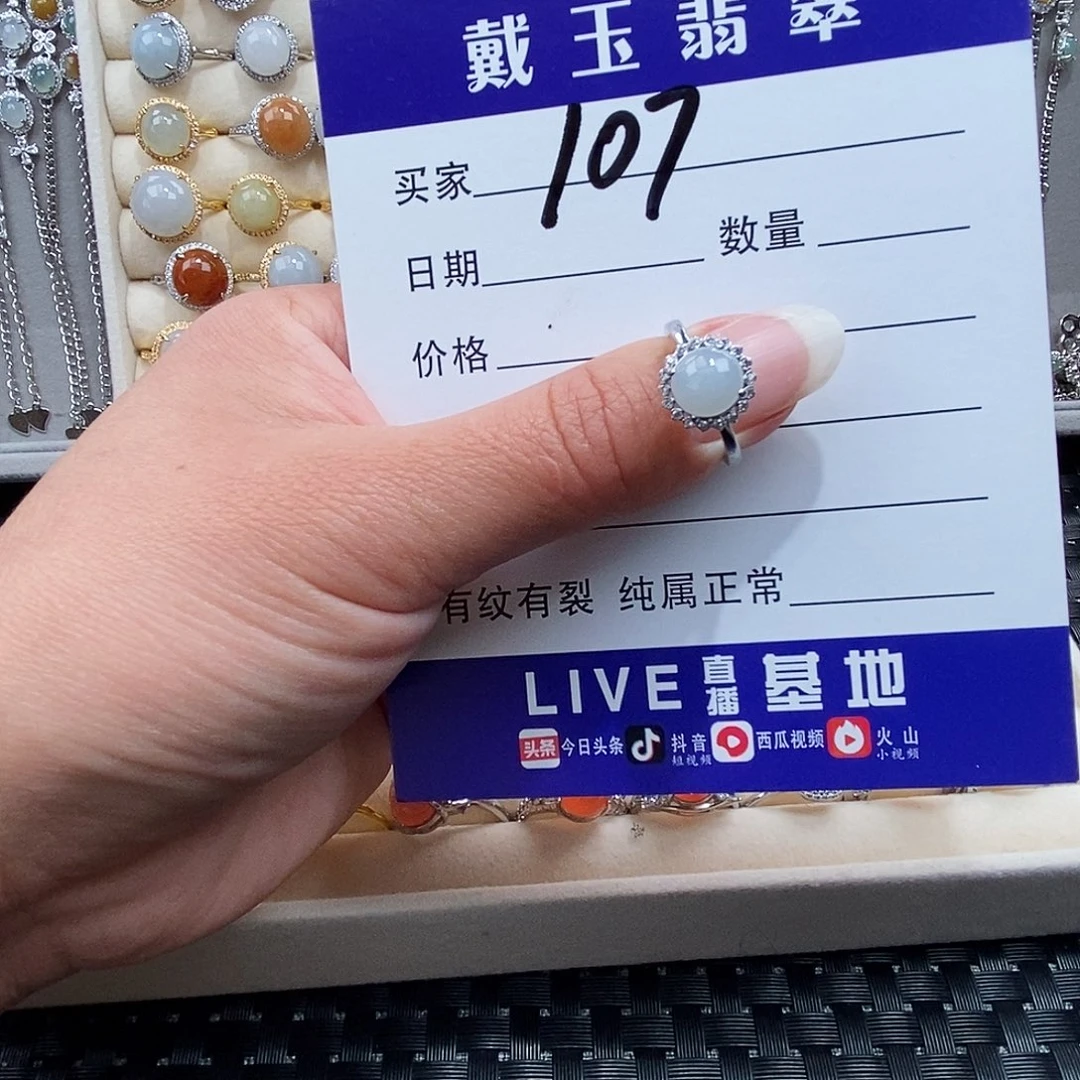 戴玉翡翠
买家 107
日期 数量
价格
有纹有裂 纯属正常
LIVE 直播 基地
头条 今日头条 抖音短视频 西瓜视频 火山小视频